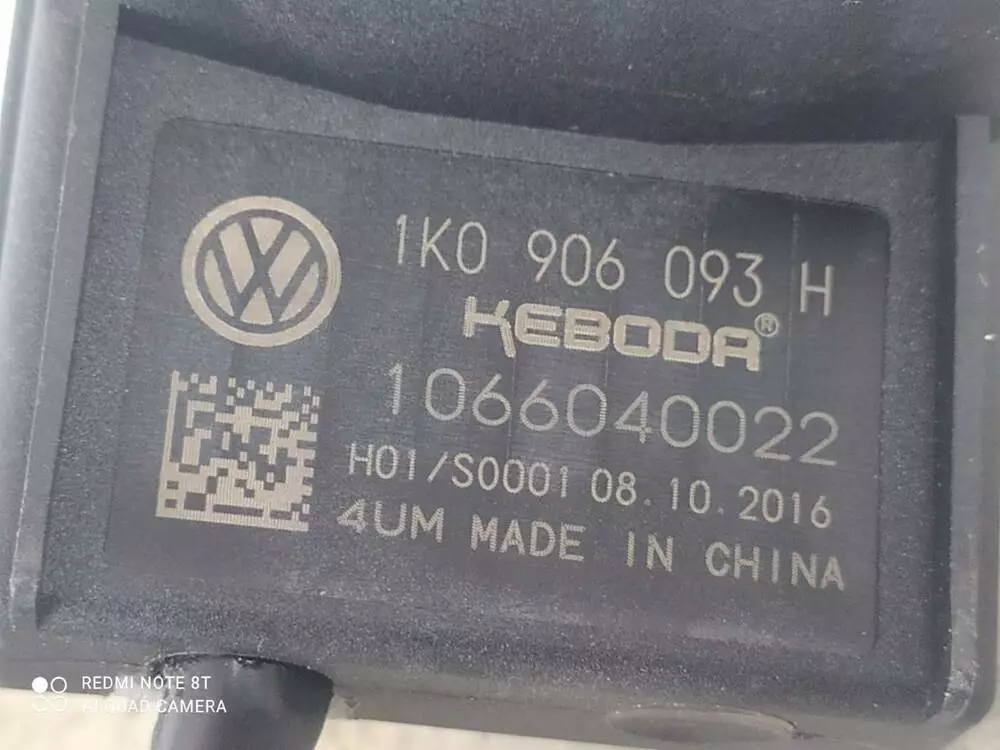 1K0 906 093 H
KEBODA®
1066040022
H01/S0001 08.10.2016
4UM MADE IN CHINA
REDMI NOTE 8T
AI QUAD CAMERA